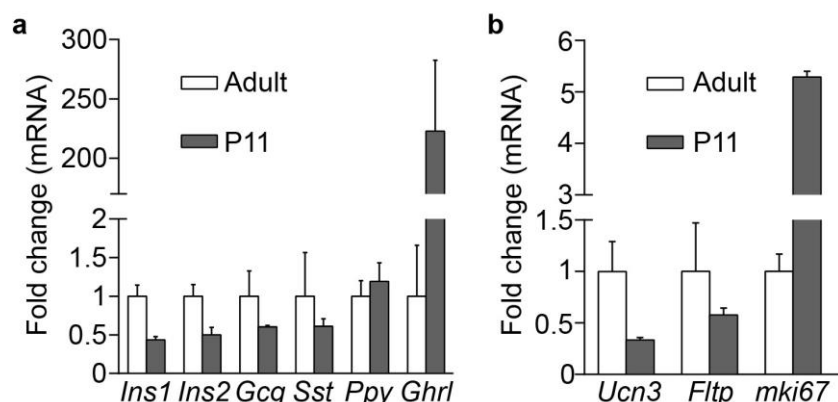 a
Fold change (mRNA)
300
250
200
2
1.5
1
0.5
0
Adult
P11
Ins1 Ins2 Gcg Sst Ppy Ghrl
b
Fold change (mRNA)
6
5
4
3
1.5
1
0.5
0
Adult
P11
Ucn3 Fltp mki67